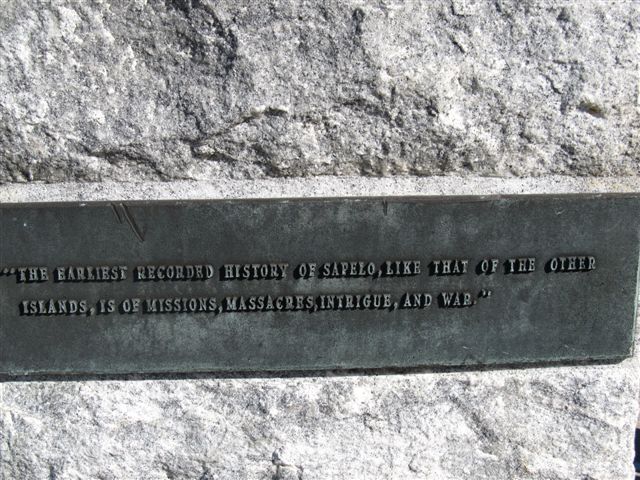 "THE EARLIEST RECORDED HISTORY OF SAPELO, LIKE THAT OF THE OTHER
ISLANDS, IS OF MISSIONS, MASSACRES, INTRIGUE, AND WAR."